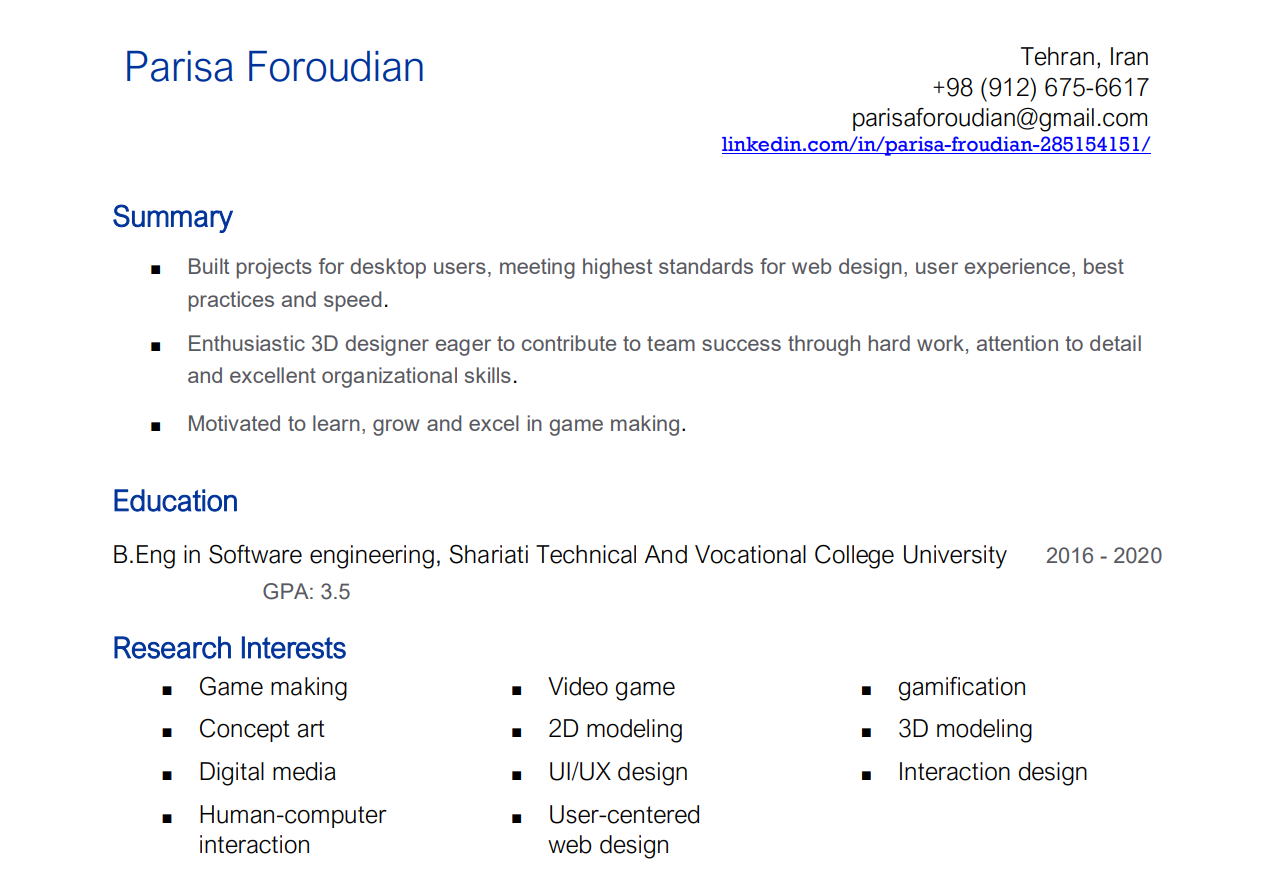 Parisa Foroudian
Tehran, Iran
+98 (912) 675-6617
parisaforoudian@gmail.com
linkedin.com/in/parisa-froudian-285154151/
Summary
▪ Built projects for desktop users, meeting highest standards for web design, user experience, best
practices and speed.
▪ Enthusiastic 3D designer eager to contribute to team success through hard work, attention to detail
and excellent organizational skills.
▪ Motivated to learn, grow and excel in game making.
Education
B.Eng in Software engineering, Shariati Technical And Vocational College University 2016 - 2020
GPA: 3.5
Research Interests
▪ Game making ▪ Video game ▪ gamification
▪ Concept art ▪ 2D modeling ▪ 3D modeling
▪ Digital media ▪ UI/UX design ▪ Interaction design
▪ Human-computer ▪ User-centered
interaction web design